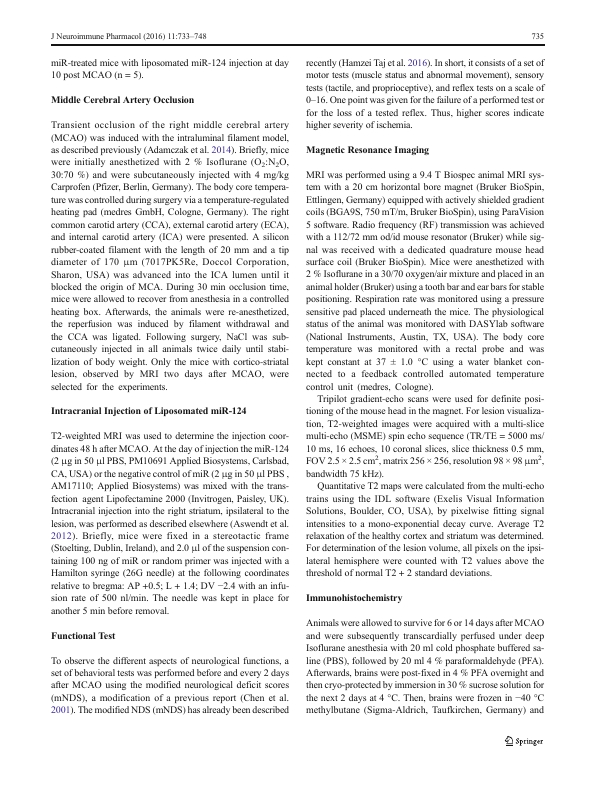 J Neuroimmune Pharmacol (2016) 11:733–748
735
miR-treated mice with liposomated miR-124 injection at day
10 post MCAO (n = 5).
Middle Cerebral Artery Occlusion
Transient occlusion of the right middle cerebral artery
(MCAO) was induced with the intraluminal filament model,
as described previously (Adamczak et al. 2014). Briefly, mice
were initially anesthetized with 2 % Isoflurane (O2:N2O,
30:70 %) and were subcutaneously injected with 4 mg/kg
Carprofen (Pfizer, Berlin, Germany). The body core tempera-
ture was controlled during surgery via a temperature-regulated
heating pad (medres GmbH, Cologne, Germany). The right
common carotid artery (CCA), external carotid artery (ECA),
and internal carotid artery (ICA) were presented. A silicon
rubber-coated filament with the length of 20 mm and a tip
diameter of 170 μm (7017PK5Re, Doccol Corporation,
Sharon, USA) was advanced into the ICA lumen until it
blocked the origin of MCA. During 30 min occlusion time,
mice were allowed to recover from anesthesia in a controlled
heating box. Afterwards, the animals were re-anesthetized,
the reperfusion was induced by filament withdrawal and
the CCA was ligated. Following surgery, NaCl was sub-
cutaneously injected in all animals twice daily until stabi-
lization of body weight. Only the mice with cortico-striatal
lesion, observed by MRI two days after MCAO, were
selected for the experiments.
Intracranial Injection of Liposomated miR-124
T2-weighted MRI was used to determine the injection coor-
dinates 48 h after MCAO. At the day of injection the miR-124
(2 μg in 50 μl PBS, PM10691 Applied Biosystems, Carlsbad,
CA, USA) or the negative control of miR (2 μg in 50 μl PBS ,
AM17110; Applied Biosystems) was mixed with the trans-
fection agent Lipofectamine 2000 (Invitrogen, Paisley, UK).
Intracranial injection into the right striatum, ipsilateral to the
lesion, was performed as described elsewhere (Aswendt et al.
2012). Briefly, mice were fixed in a stereotactic frame
(Stoelting, Dublin, Ireland), and 2.0 μl of the suspension con-
taining 100 ng of miR or random primer was injected with a
Hamilton syringe (26G needle) at the following coordinates
relative to bregma: AP +0.5; L + 1.4; DV −2.4 with an infu-
sion rate of 500 nl/min. The needle was kept in place for
another 5 min before removal.
Functional Test
To observe the different aspects of neurological functions, a
set of behavioral tests was performed before and every 2 days
after MCAO using the modified neurological deficit scores
(mNDS), a modification of a previous report (Chen et al.
2001). The modified NDS (mNDS) has already been described
recently (Hamzei Taj et al. 2016). In short, it consists of a set of
motor tests (muscle status and abnormal movement), sensory
tests (tactile, and proprioceptive), and reflex tests on a scale of
0–16. One point was given for the failure of a performed test or
for the loss of a tested reflex. Thus, higher scores indicate
higher severity of ischemia.
Magnetic Resonance Imaging
MRI was performed using a 9.4 T Biospec animal MRI sys-
tem with a 20 cm horizontal bore magnet (Bruker BioSpin,
Ettlingen, Germany) equipped with actively shielded gradient
coils (BGA9S, 750 mT/m, Bruker BioSpin), using ParaVision
5 software. Radio frequency (RF) transmission was achieved
with a 112/72 mm od/id mouse resonator (Bruker) while sig-
nal was received with a dedicated quadrature mouse head
surface coil (Bruker BioSpin). Mice were anesthetized with
2 % Isoflurane in a 30/70 oxygen/air mixture and placed in an
animal holder (Bruker) using a tooth bar and ear bars for stable
positioning. Respiration rate was monitored using a pressure
sensitive pad placed underneath the mice. The physiological
status of the animal was monitored with DASYlab software
(National Instruments, Austin, TX, USA). The body core
temperature was monitored with a rectal probe and was
kept constant at 37 ± 1.0 °C using a water blanket con-
nected to a feedback controlled automated temperature
control unit (medres, Cologne).
Tripilot gradient-echo scans were used for definite posi-
tioning of the mouse head in the magnet. For lesion visualiza-
tion, T2-weighted images were acquired with a multi-slice
multi-echo (MSME) spin echo sequence (TR/TE = 5000 ms/
10 ms, 16 echoes, 10 coronal slices, slice thickness 0.5 mm,
FOV 2.5 × 2.5 cm², matrix 256 × 256, resolution 98 × 98 μm²,
bandwidth 75 kHz).
Quantitative T2 maps were calculated from the multi-echo
trains using the IDL software (Exelis Visual Information
Solutions, Boulder, CO, USA), by pixelwise fitting signal
intensities to a mono-exponential decay curve. Average T2
relaxation of the healthy cortex and striatum was determined.
For determination of the lesion volume, all pixels on the ipsi-
lateral hemisphere were counted with T2 values above the
threshold of normal T2 + 2 standard deviations.
Immunohistochemistry
Animals were allowed to survive for 6 or 14 days after MCAO
and were subsequently transcardially perfused under deep
Isoflurane anesthesia with 20 ml cold phosphate buffered sa-
line (PBS), followed by 20 ml 4 % paraformaldehyde (PFA).
Afterwards, brains were post-fixed in 4 % PFA overnight and
then cryo-protected by immersion in 30 % sucrose solution for
the next 2 days at 4 °C. Then, brains were frozen in −40 °C
methylbutane (Sigma-Aldrich, Taufkirchen, Germany) and
Springer